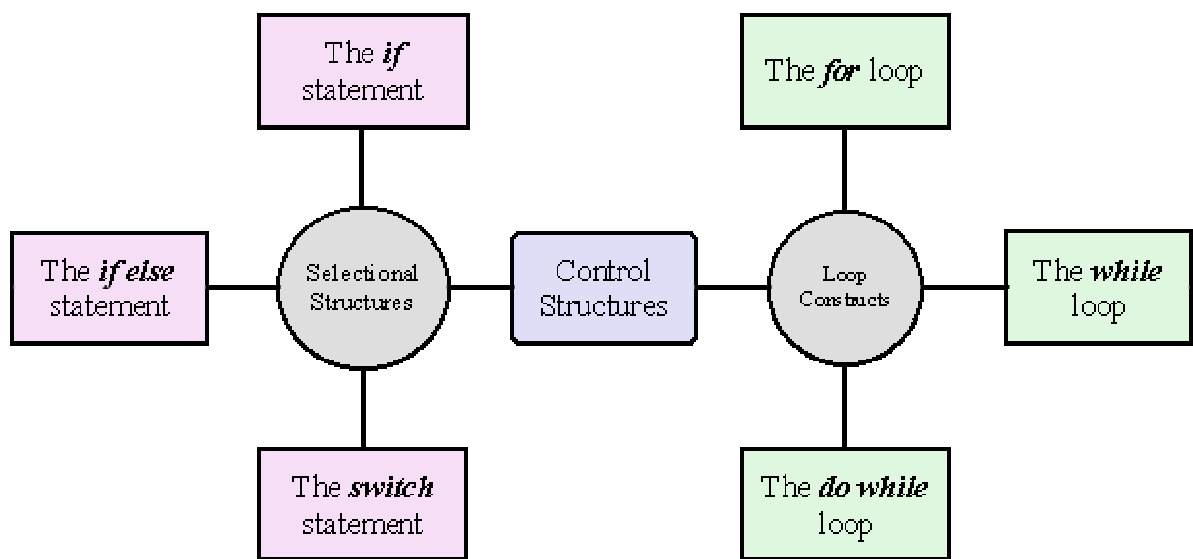 The if
statement
The for loop
The if else
statement
Selectional
Structures
Control
Structures
Loop
Constructs
The while
loop
The switch
statement
The do while
loop